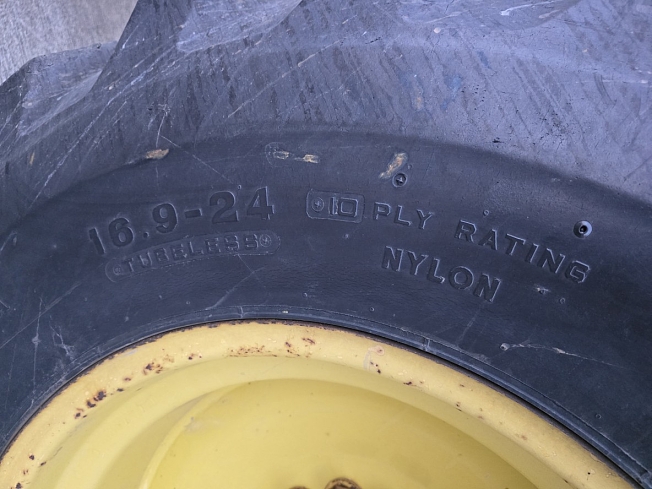 16.9-24 10 PLY RATING
TUBELESS NYLON